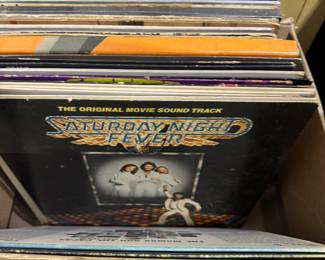 THE ORIGINAL MOVIE SOUND TRACK
SATURDAY NIGHT
FEVER